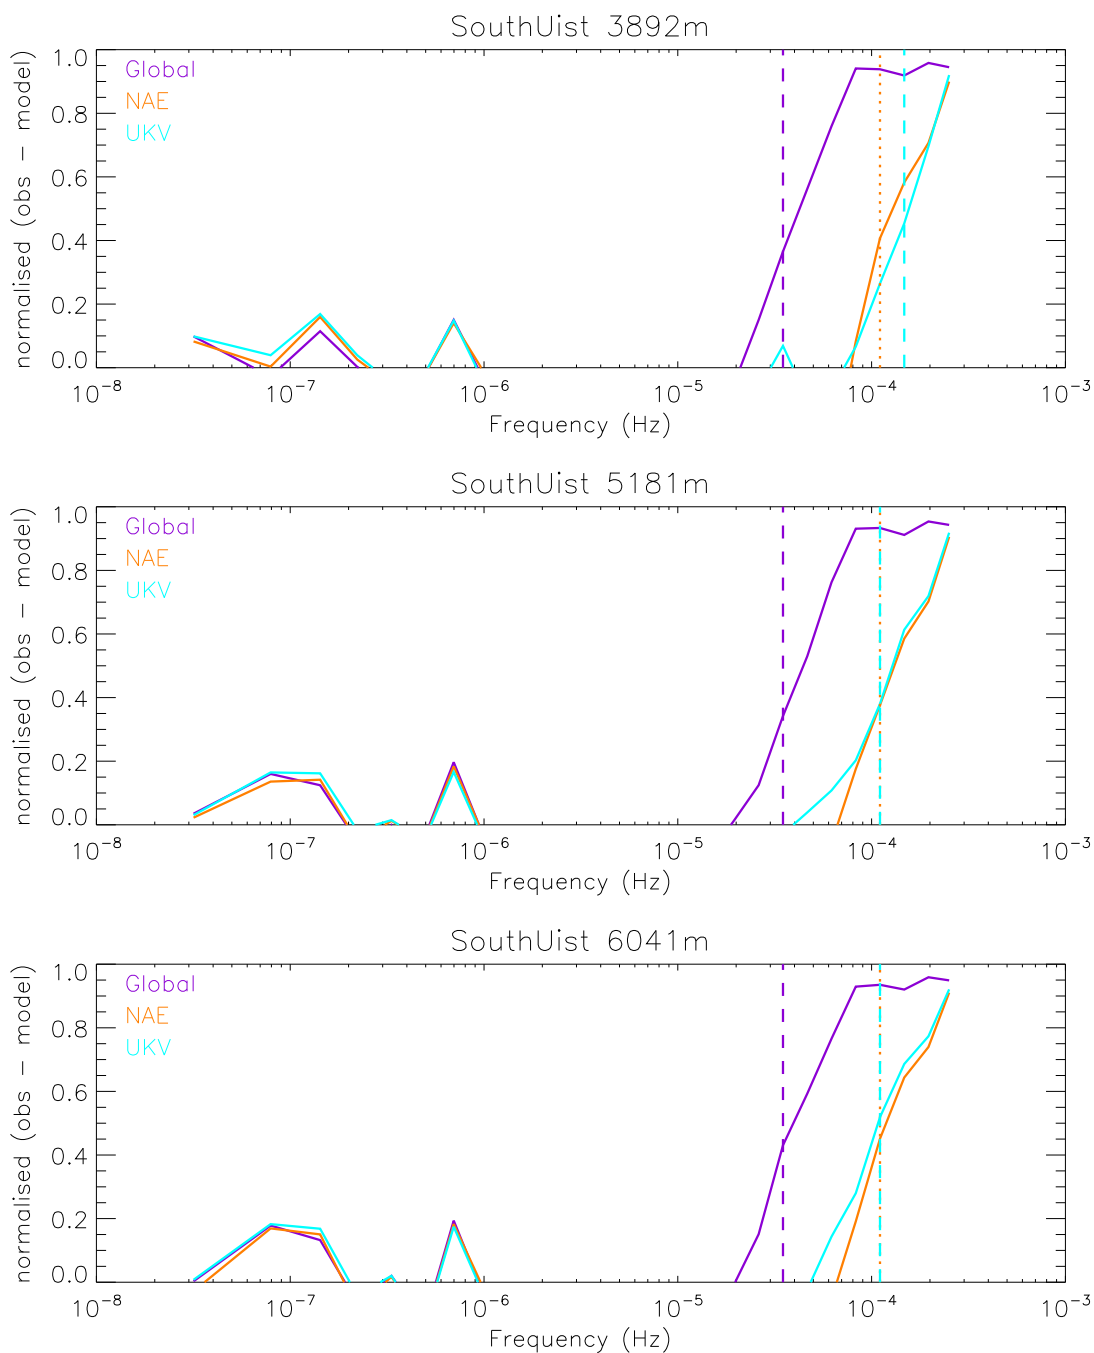 SouthUist 3892m
normalised (obs − model)
1.0
0.8
0.6
0.4
0.2
0.0
Global
NAE
UKV
10⁻⁸ 10⁻⁷ 10⁻⁶ 10⁻⁵ 10⁻⁴ 10⁻³
Frequency (Hz)
SouthUist 5181m
normalised (obs − model)
1.0
0.8
0.6
0.4
0.2
0.0
Global
NAE
UKV
10⁻⁸ 10⁻⁷ 10⁻⁶ 10⁻⁵ 10⁻⁴ 10⁻³
Frequency (Hz)
SouthUist 6041m
normalised (obs − model)
1.0
0.8
0.6
0.4
0.2
0.0
Global
NAE
UKV
10⁻⁸ 10⁻⁷ 10⁻⁶ 10⁻⁵ 10⁻⁴ 10⁻³
Frequency (Hz)